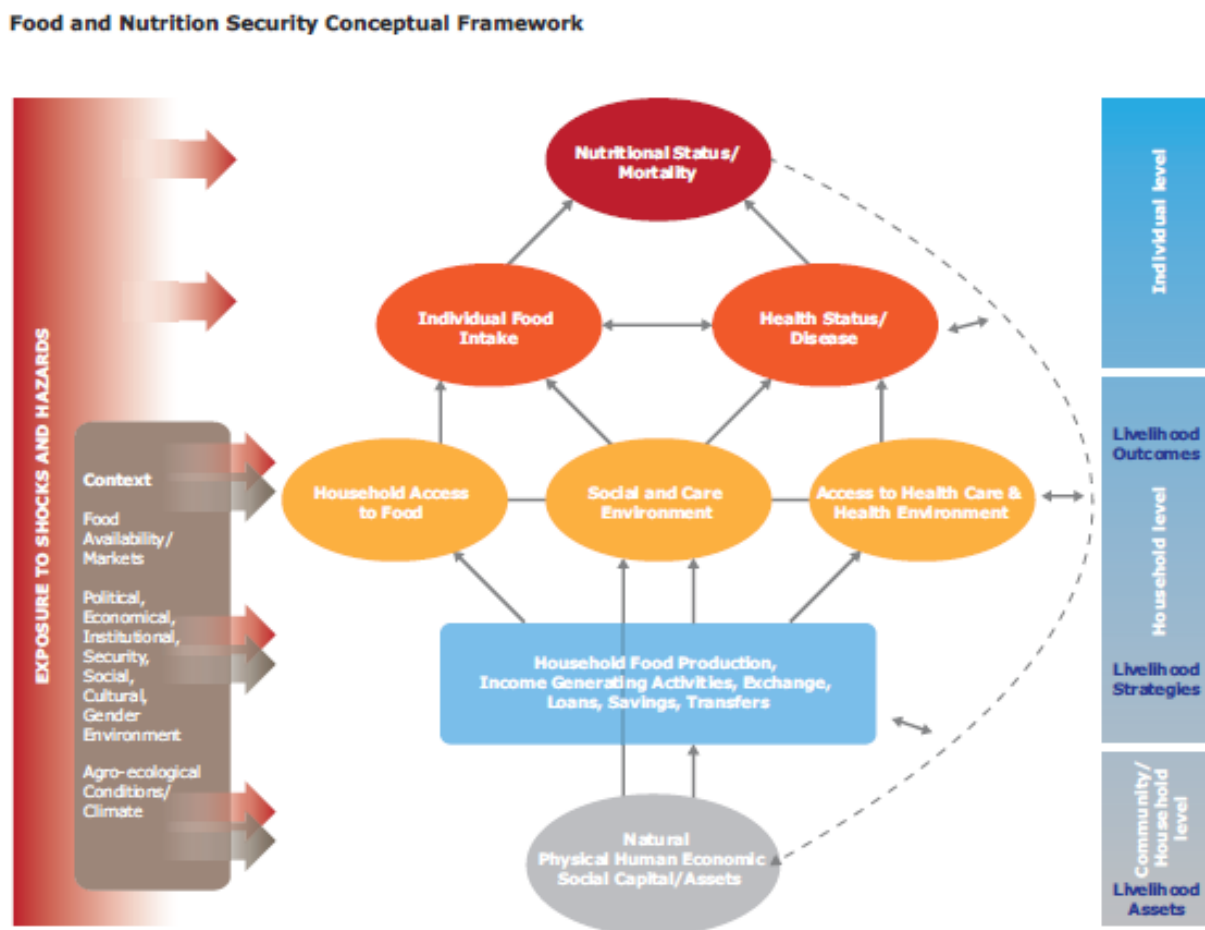 Food and Nutrition Security Conceptual Framework
EXPOSURE TO SHOCKS AND HAZARDS
Context
Food
Availability/
Markets
Political,
Economical,
Institutional,
Security,
Social,
Cultural,
Gender
Environment
Agro-ecological
Conditions/
Climate
Nutritional Status/
Mortality
Individual Food
Intake
Health Status/
Disease
Household Access
to Food
Social and Care
Environment
Access to Health Care &
Health Environment
Household Food Production,
Income Generating Activities, Exchange,
Loans, Savings, Transfers
Natural
Physical Human Economic
Social Capital/Assets
Individual level
Livelihood
Outcomes
Household level
Livelihood
Strategies
Community/
Household
level
Livelihood
Assets